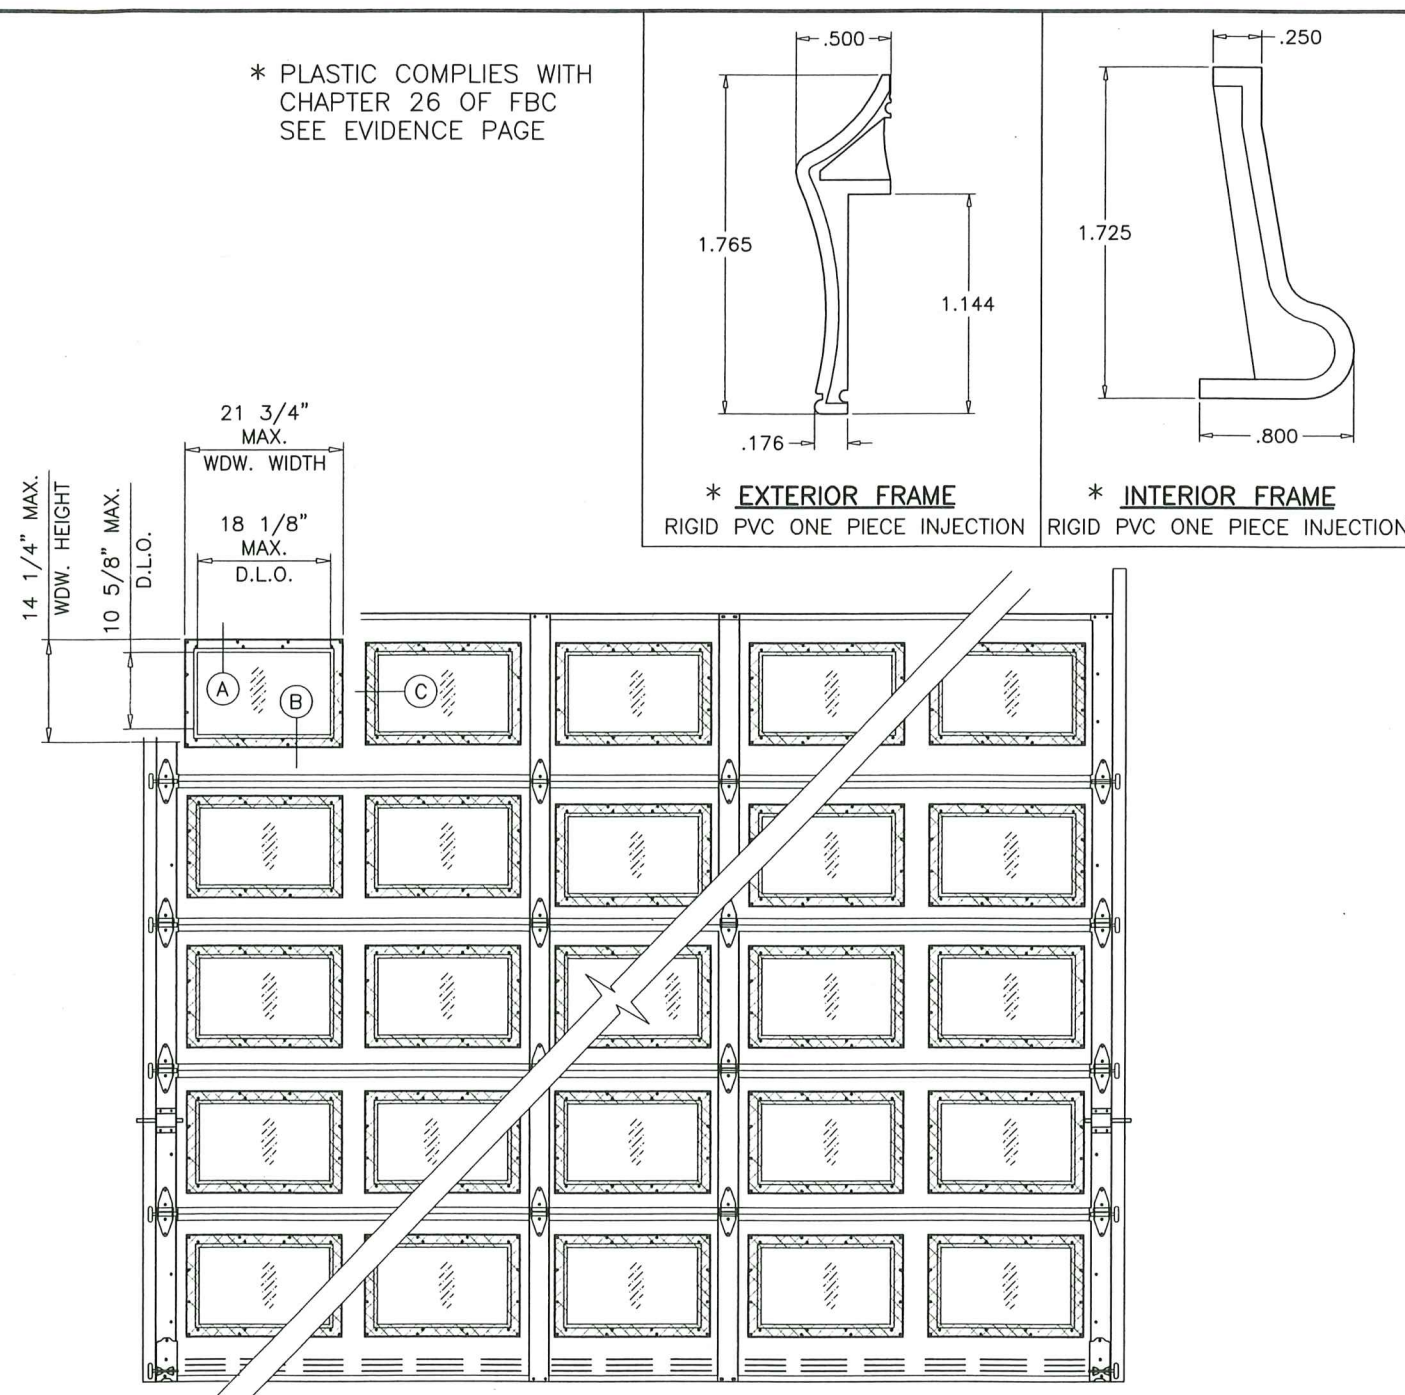 * PLASTIC COMPLIES WITH
CHAPTER 26 OF FBC
SEE EVIDENCE PAGE
.500
1.765
1.144
.176
* EXTERIOR FRAME
RIGID PVC ONE PIECE INJECTION
.250
1.725
.800
* INTERIOR FRAME
RIGID PVC ONE PIECE INJECTION
21 3/4"
MAX.
WDW. WIDTH
18 1/8"
MAX.
D.L.O.
14 1/4" MAX.
WDW. HEIGHT
10 5/8" MAX.
D.L.O.
A
B
C